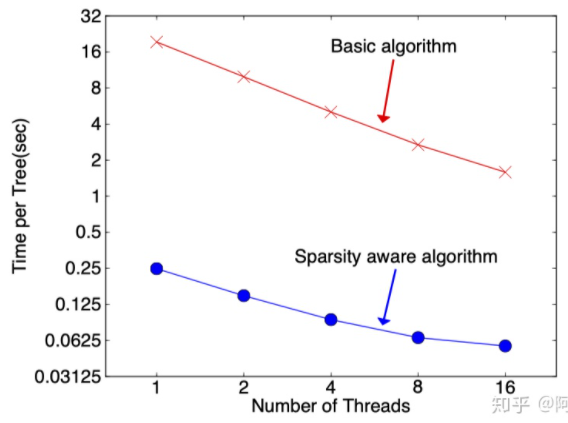 32
16
8
4
2
1
0.5
0.25
0.125
0.0625
0.03125
Time per Tree(sec)
Basic algorithm
Sparsity aware algorithm
1 2 4 8 16
Number of Threads
知乎 @阿